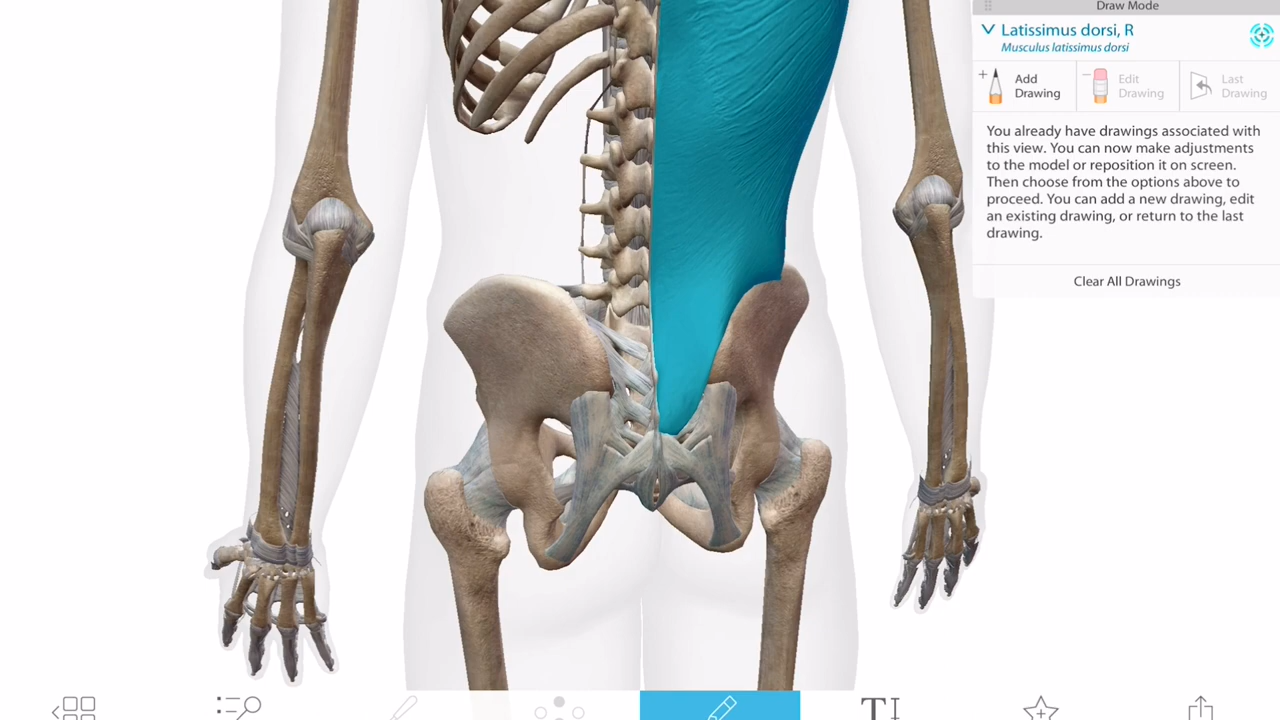 Draw Mode
Latissimus dorsi, R
Musculus latissimus dorsi
Add
Drawing
Edit
Drawing
Last
Drawing
You already have drawings associated with
this view. You can now make adjustments
to the model or reposition it on screen.
Then choose from the options above to
proceed. You can add a new drawing, edit
an existing drawing, or return to the last
drawing.
Clear All Drawings